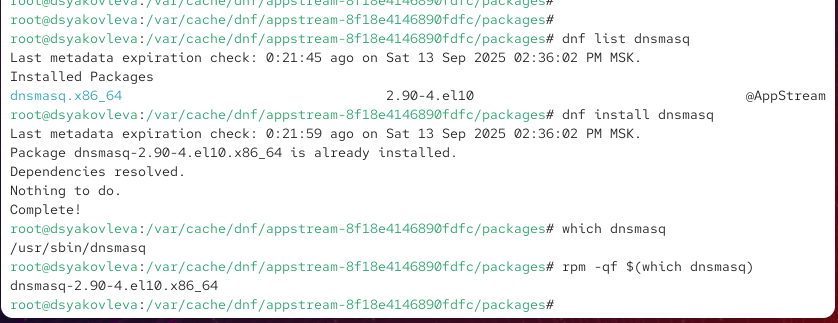 root@dsyakovleva:/var/cache/dnf/appstream-8f18e4146890fdfc/packages#
root@dsyakovleva:/var/cache/dnf/appstream-8f18e4146890fdfc/packages#
root@dsyakovleva:/var/cache/dnf/appstream-8f18e4146890fdfc/packages# dnf list dnsmasq
Last metadata expiration check: 0:21:45 ago on Sat 13 Sep 2025 02:36:02 PM MSK.
Installed Packages
dnsmasq.x86_64 2.90-4.el10 @AppStream
root@dsyakovleva:/var/cache/dnf/appstream-8f18e4146890fdfc/packages# dnf install dnsmasq
Last metadata expiration check: 0:21:59 ago on Sat 13 Sep 2025 02:36:02 PM MSK.
Package dnsmasq-2.90-4.el10.x86_64 is already installed.
Dependencies resolved.
Nothing to do.
Complete!
root@dsyakovleva:/var/cache/dnf/appstream-8f18e4146890fdfc/packages# which dnsmasq
/usr/sbin/dnsmasq
root@dsyakovleva:/var/cache/dnf/appstream-8f18e4146890fdfc/packages# rpm -qf $(which dnsmasq)
dnsmasq-2.90-4.el10.x86_64
root@dsyakovleva:/var/cache/dnf/appstream-8f18e4146890fdfc/packages#